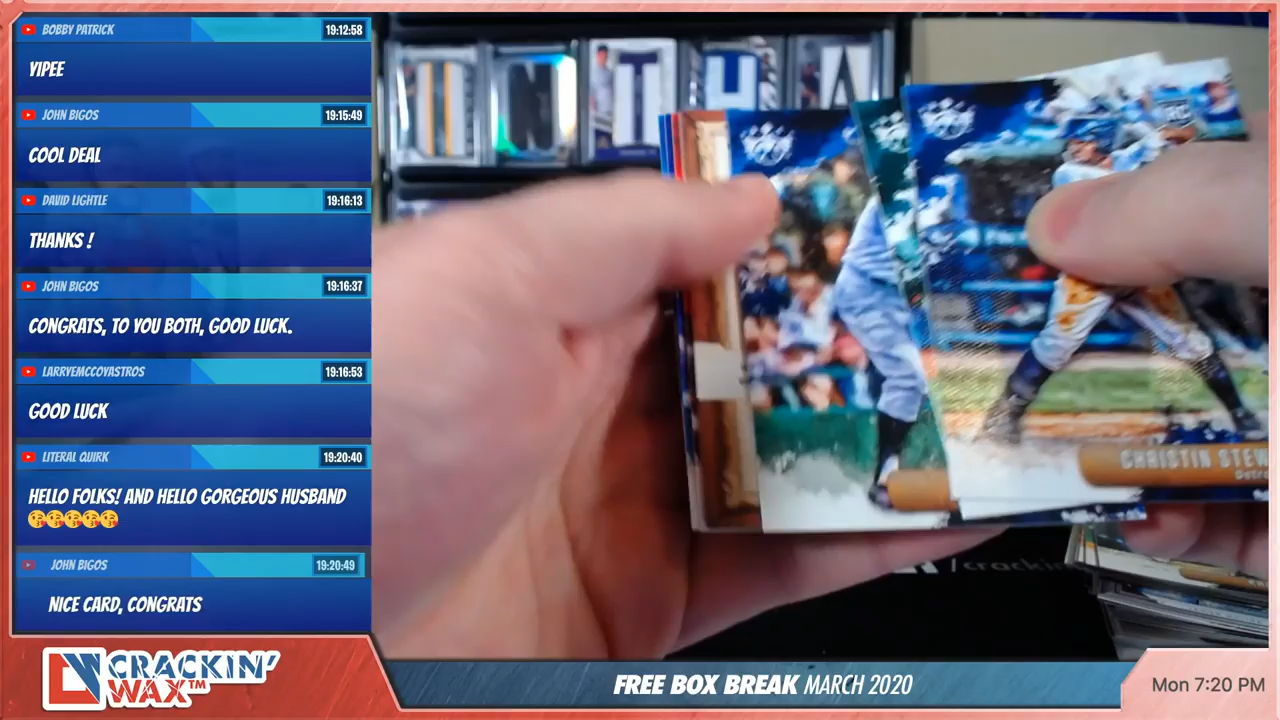 BOBBY PATRICK 19:12:58
YIPEE
JOHN BIGOS 19:15:49
COOL DEAL
DAVID LIGHTLE 19:16:13
THANKS !
JOHN BIGOS 19:16:37
CONGRATS, TO YOU BOTH, GOOD LUCK.
LARRYEMCCOYASTROS 19:16:53
GOOD LUCK
LITERAL QUIRK 19:20:40
HELLO FOLKS! AND HELLO GORGEOUS HUSBAND
😘😘😘😘😘
JOHN BIGOS 19:20:49
NICE CARD, CONGRATS
U N T H A
CHRISTIN STEW
Detro
/crackin
CRACKIN'
WAX™
FREE BOX BREAK MARCH 2020
Mon 7:20 PM